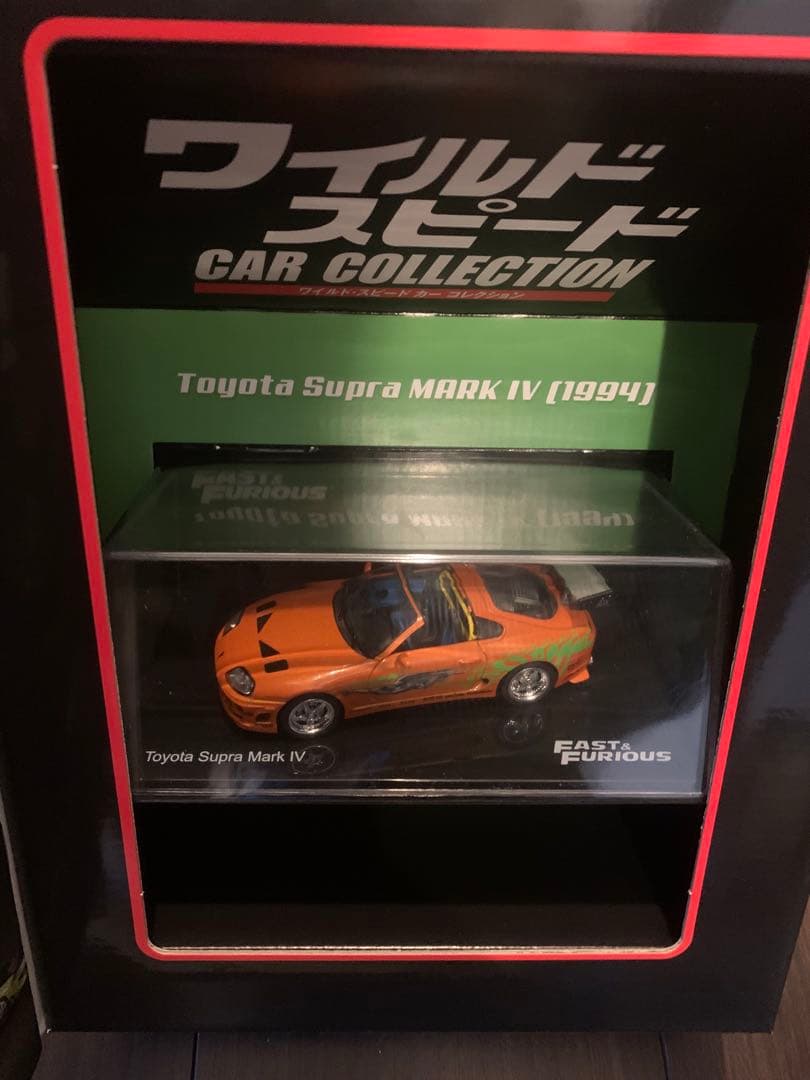 ワイルド
スピード
CAR COLLECTION
ワイルド・スピード カー コレクション
Toyota Supra MARK IV (1994)
FAST &
FURIOUS
Toyota Supra Mark IV
FAST &
FURIOUS